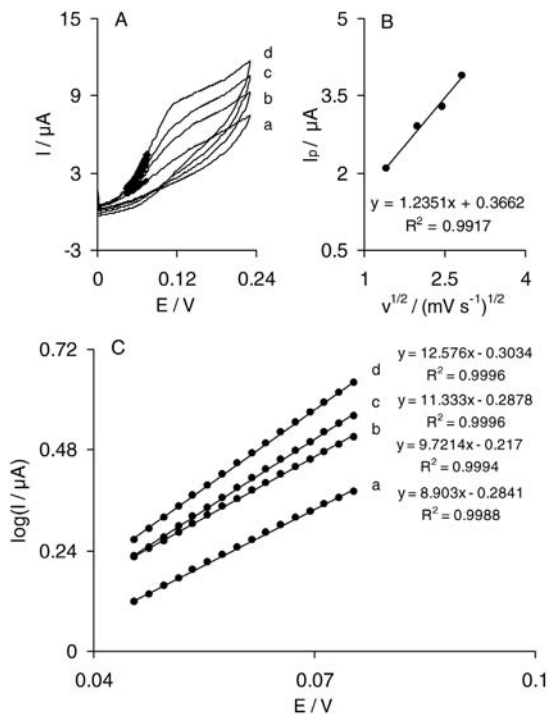 A
15
9
3
-3
I / µA
d
c
b
a
0
0.12
0.24
E / V
B
5
3.5
2
0.5
Ip / µA
y = 1.2351x + 0.3662
R² = 0.9917
1
2.5
4
v^1/2 / (mV s⁻¹)^1/2
C
0.72
0.48
0.24
0
log(I / µA)
y = 12.576x - 0.3034
d
R² = 0.9996
y = 11.333x - 0.2878
c
R² = 0.9996
b
y = 9.7214x - 0.217
R² = 0.9994
a
y = 8.903x - 0.2841
R² = 0.9988
0.04
0.07
0.1
E / V